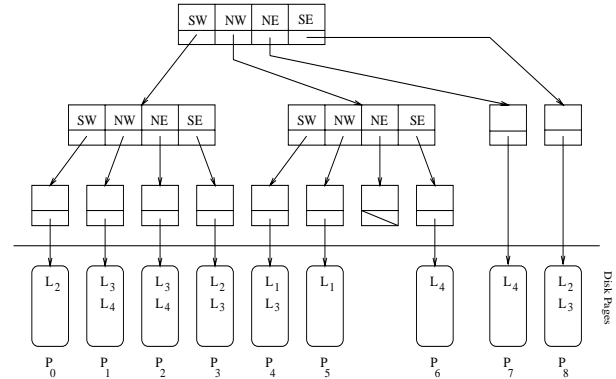 SW NW NE SE
SW NW NE SE SW NW NE SE
L2 L3 L3 L2 L1 L1 L4 L4 L2
L4 L4 L3 L3 L3
P0 P1 P2 P3 P4 P5 P6 P7 P8
Disk Pages